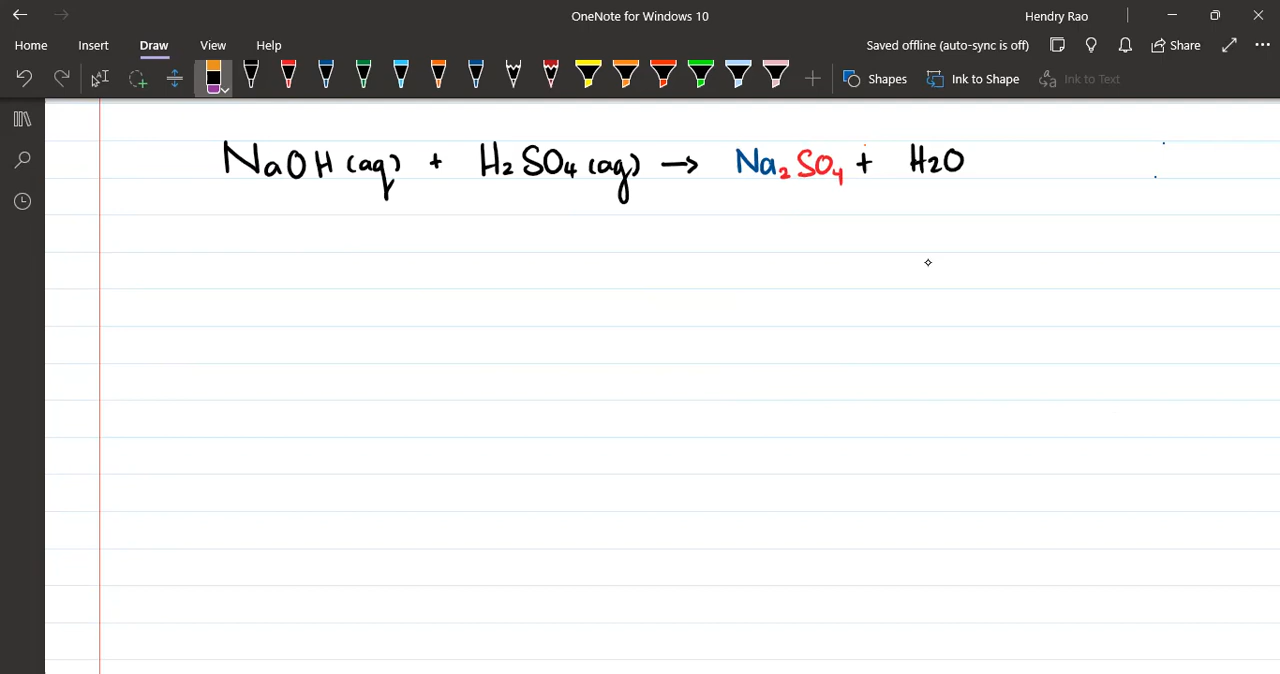 OneNote for Windows 10
Hendry Rao
Home Insert Draw View Help
Saved offline (auto-sync is off) Share
Shapes Ink to Shape Ink to Text
NaOH (aq) + H2SO4 (aq) → Na2SO4 + H2O